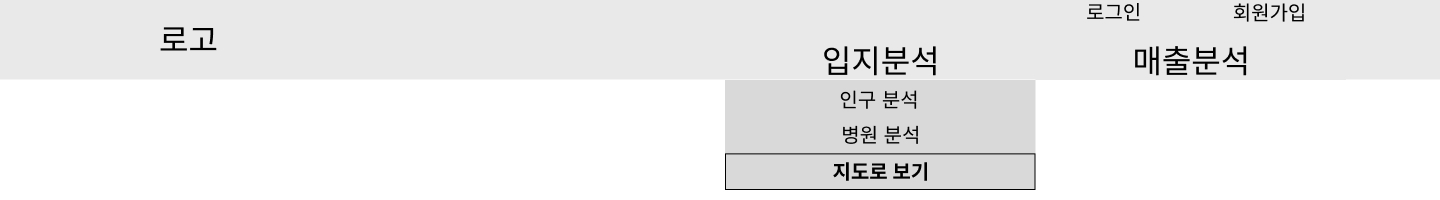 로그인 회원가입
로고
입지분석 매출분석
인구 분석
병원 분석
지도로 보기